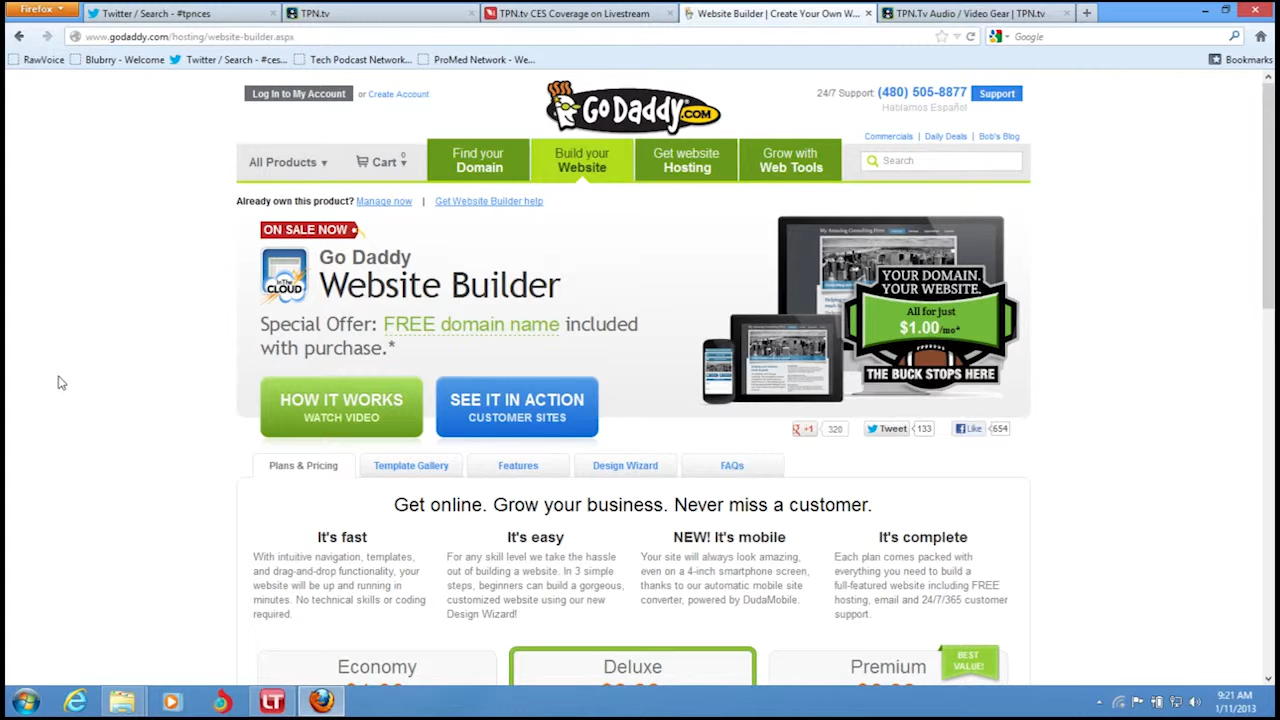 Firefox
Twitter / Search - #tpnces
TPN.tv
TPN.tv CES Coverage on Livestream
Website Builder | Create Your Own W...
TPN.Tv Audio / Video Gear | TPN.tv
www.godaddy.com/hosting/website-builder.aspx
Google
RawVoice
Blubrry - Welcome
Twitter / Search - #ces...
Tech Podcast Network...
ProMed Network - We...
Bookmarks
Log In to My Account or Create Account
GODADDY.COM
24/7 Support (480) 505-8877 Support
Hablamos Español
Commercials | Daily Deals | Bob's Blog
All Products
Cart 0
Find your Domain
Build your Website
Get website Hosting
Grow with Web Tools
Search
Already own this product? Manage now | Get Website Builder help
ON SALE NOW
IN THE CLOUD
Go Daddy
Website Builder
Special Offer: FREE domain name included
with purchase.*
My Amazing Consulting Firm
YOUR DOMAIN.
YOUR WEBSITE.
All for just
$1.00/mo*
THE BUCK STOPS HERE
HOW IT WORKS
WATCH VIDEO
SEE IT IN ACTION
CUSTOMER SITES
+1 320
Tweet 133
Like 654
Plans & Pricing
Template Gallery
Features
Design Wizard
FAQs
Get online. Grow your business. Never miss a customer.
It's fast
With intuitive navigation, templates,
and drag-and-drop functionality, your
website will be up and running in
minutes. No technical skills or coding
required.
It's easy
For any skill level we take the hassle
out of building a website. In 3 simple
steps, beginners can build a gorgeous,
customized website using our new
Design Wizard!
NEW! It's mobile
Your site will always look amazing,
even on a 4-inch smartphone screen,
thanks to our automatic mobile site
converter, powered by DudaMobile.
It's complete
Each plan comes packed with
everything you need to build a
full-featured website including FREE
hosting, email and 24/7/365 customer
support.
Economy
Deluxe
Premium
BEST
VALUE!
LT
9:21 AM
1/11/2013